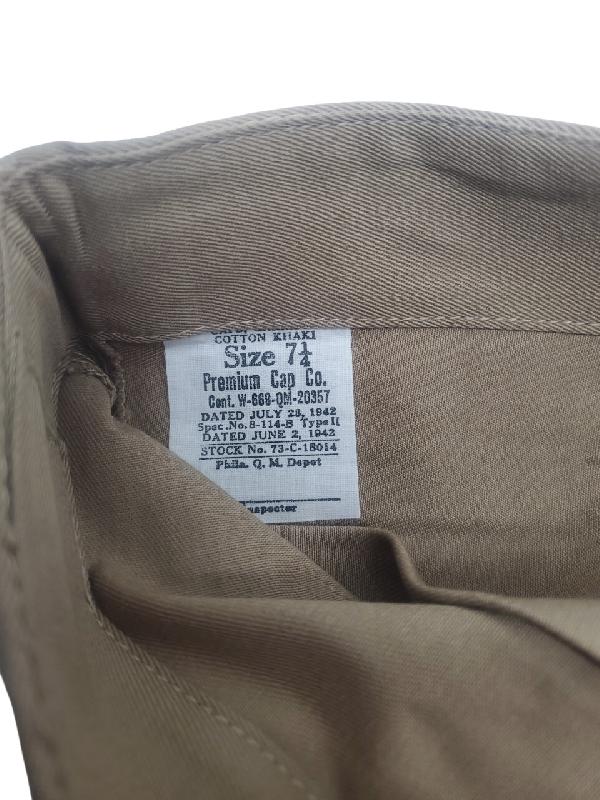 COTTON KHAKI
Size 7¼
Premium Cap Co.
Cont. W-669-QM-20357
DATED JULY 28, 1942
Spec. No. 8-114-B Type II
DATED JUNE 2, 1942
STOCK No. 73-C-18014
Phila. Q. M. Depot